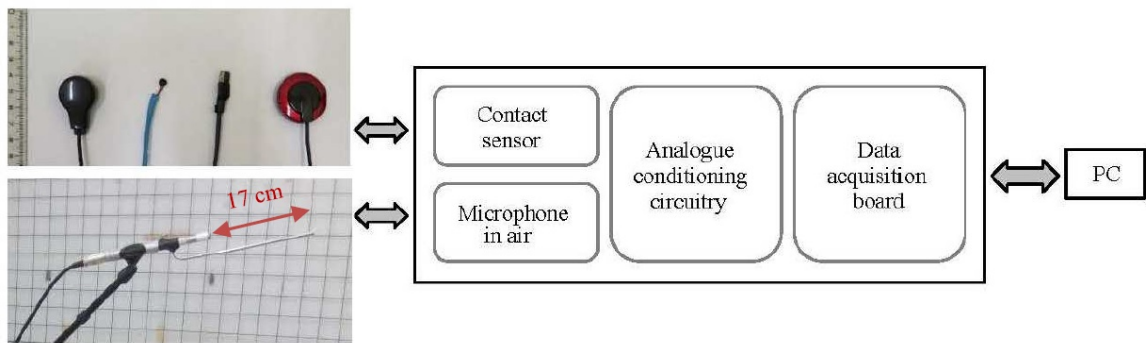 17 cm
Contact
sensor
Microphone
in air
Analogue
conditioning
circuitry
Data
acquisition
board
PC